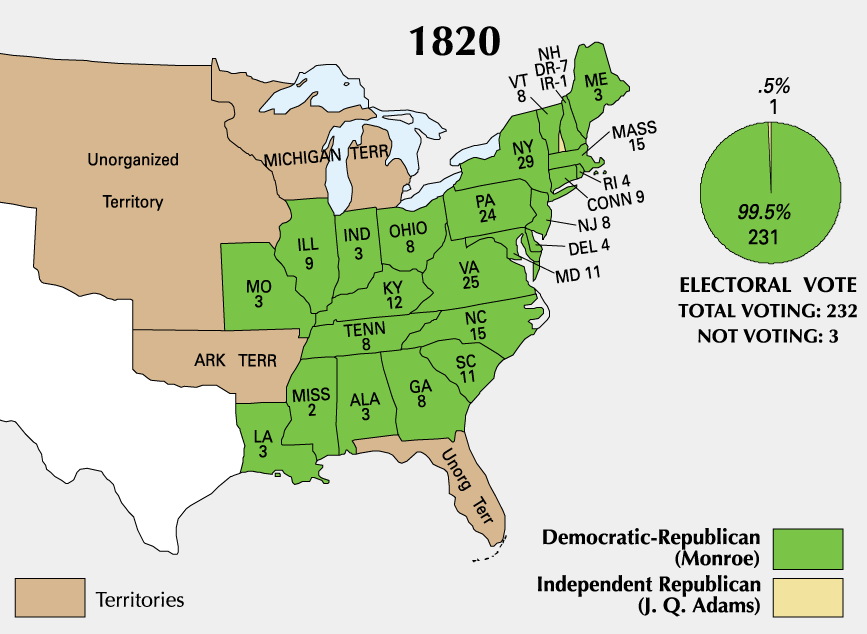 1820
NH
DR-7
IR-1
VT
8
ME
3
MASS
15
NY
29
RI 4
CONN 9
PA
24
NJ 8
DEL 4
MD 11
Unorganized
Territory
MICHIGAN TERR
ILL
9
IND
3
OHIO
8
MO
3
KY
12
VA
25
TENN
8
NC
15
ARK TERR
SC
11
MISS
2
ALA
3
GA
8
LA
3
Unorg Terr
.5%
1
99.5%
231
ELECTORAL VOTE
TOTAL VOTING: 232
NOT VOTING: 3
Democratic-Republican
(Monroe)
Independent Republican
(J. Q. Adams)
Territories